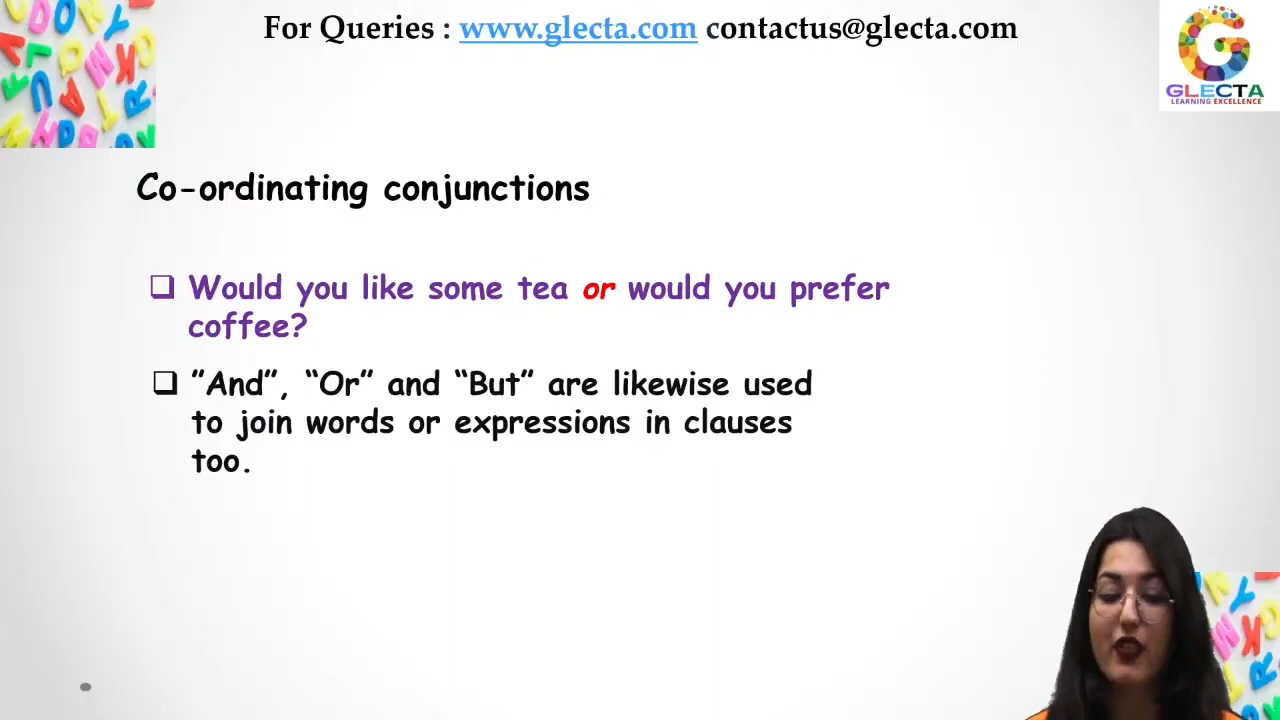 For Queries : www.glecta.com contactus@glecta.com
GLECTA
LEARNING EXCELLENCE
Co-ordinating conjunctions
❑ Would you like some tea or would you prefer
coffee?
❑ ”And”, “Or” and “But” are likewise used
to join words or expressions in clauses
too.